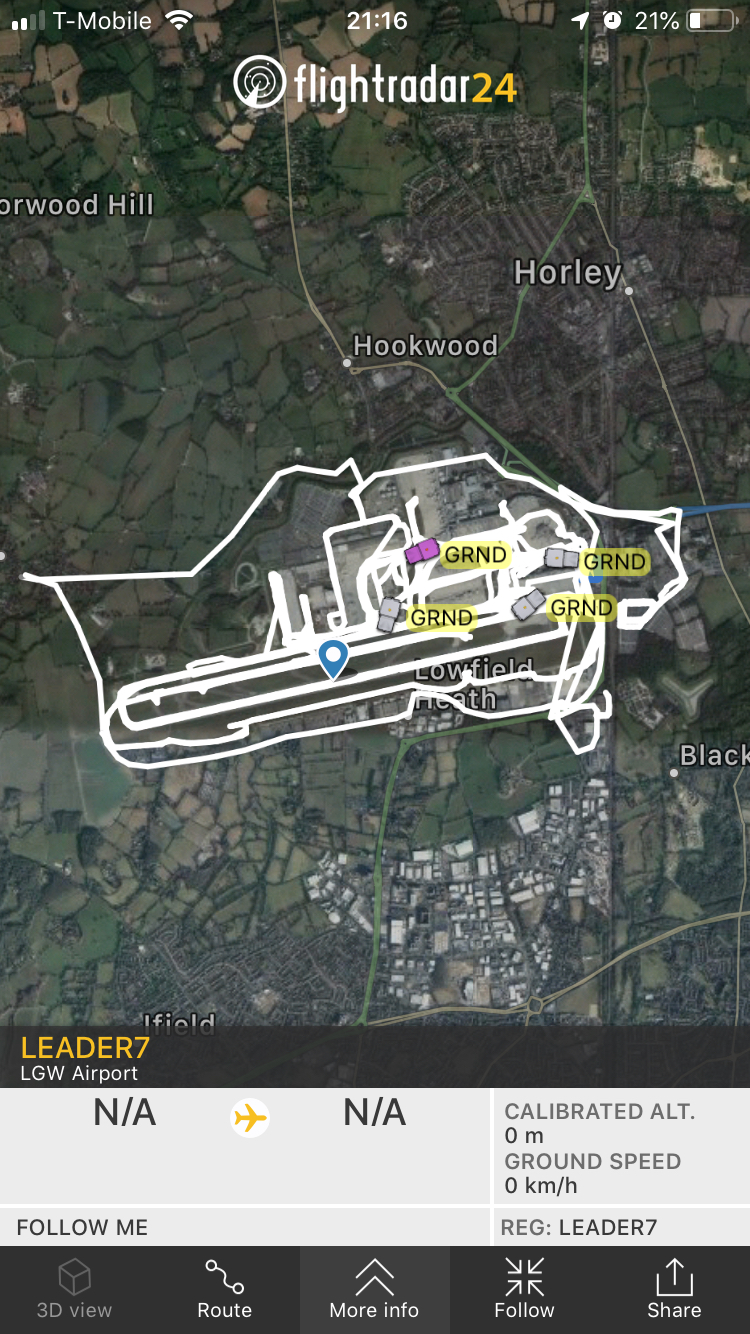 T-Mobile
21:16
21%
flightradar24
orwood Hill
Horley
Hookwood
GRND
GRND
GRND
GRND
Lowfield
Heath
Black
Ifield
LEADER7
LGW Airport
N/A
N/A
CALIBRATED ALT.
0 m
GROUND SPEED
0 km/h
FOLLOW ME
REG: LEADER7
3D view
Route
More info
Follow
Share